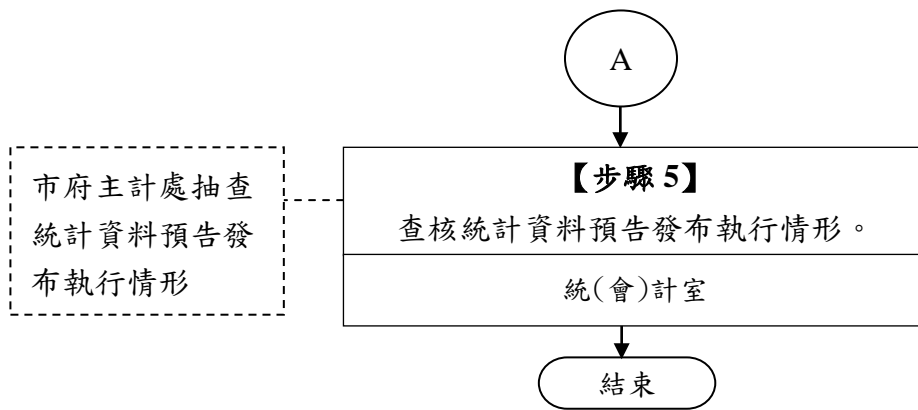 A
市府主計處抽查
統計資料預告發
布執行情形
【步驟 5】
查核統計資料預告發布執行情形。
統(會)計室
結束